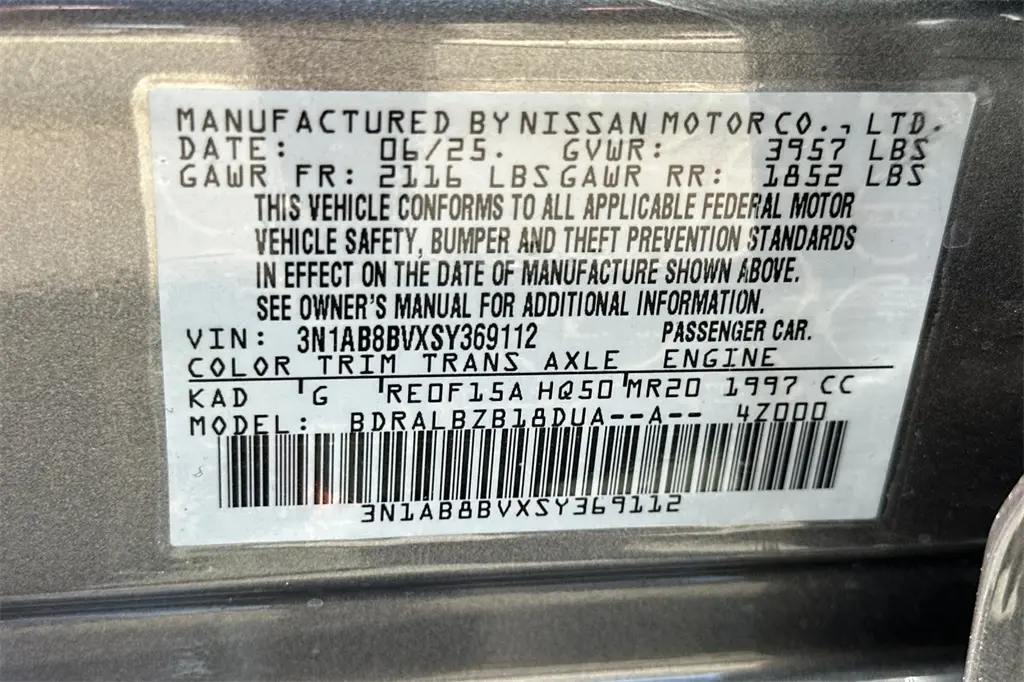 MANUFACTURED BY NISSAN MOTOR CO., LTD.
DATE: 06/25. GVWR: 3957 LBS
GAWR FR: 2116 LBS GAWR RR: 1852 LBS
THIS VEHICLE CONFORMS TO ALL APPLICABLE FEDERAL MOTOR
VEHICLE SAFETY, BUMPER AND THEFT PREVENTION STANDARDS
IN EFFECT ON THE DATE OF MANUFACTURE SHOWN ABOVE.
SEE OWNER'S MANUAL FOR ADDITIONAL INFORMATION.
VIN: 3N1AB8BVXSY369112 PASSENGER CAR.
COLOR TRIM TRANS AXLE ENGINE
KAD G RE0F15A HQ50 MR20 1997 CC
MODEL: BDRALBZB18DUA--A-- 4Z000
3N1AB8BVXSY369112